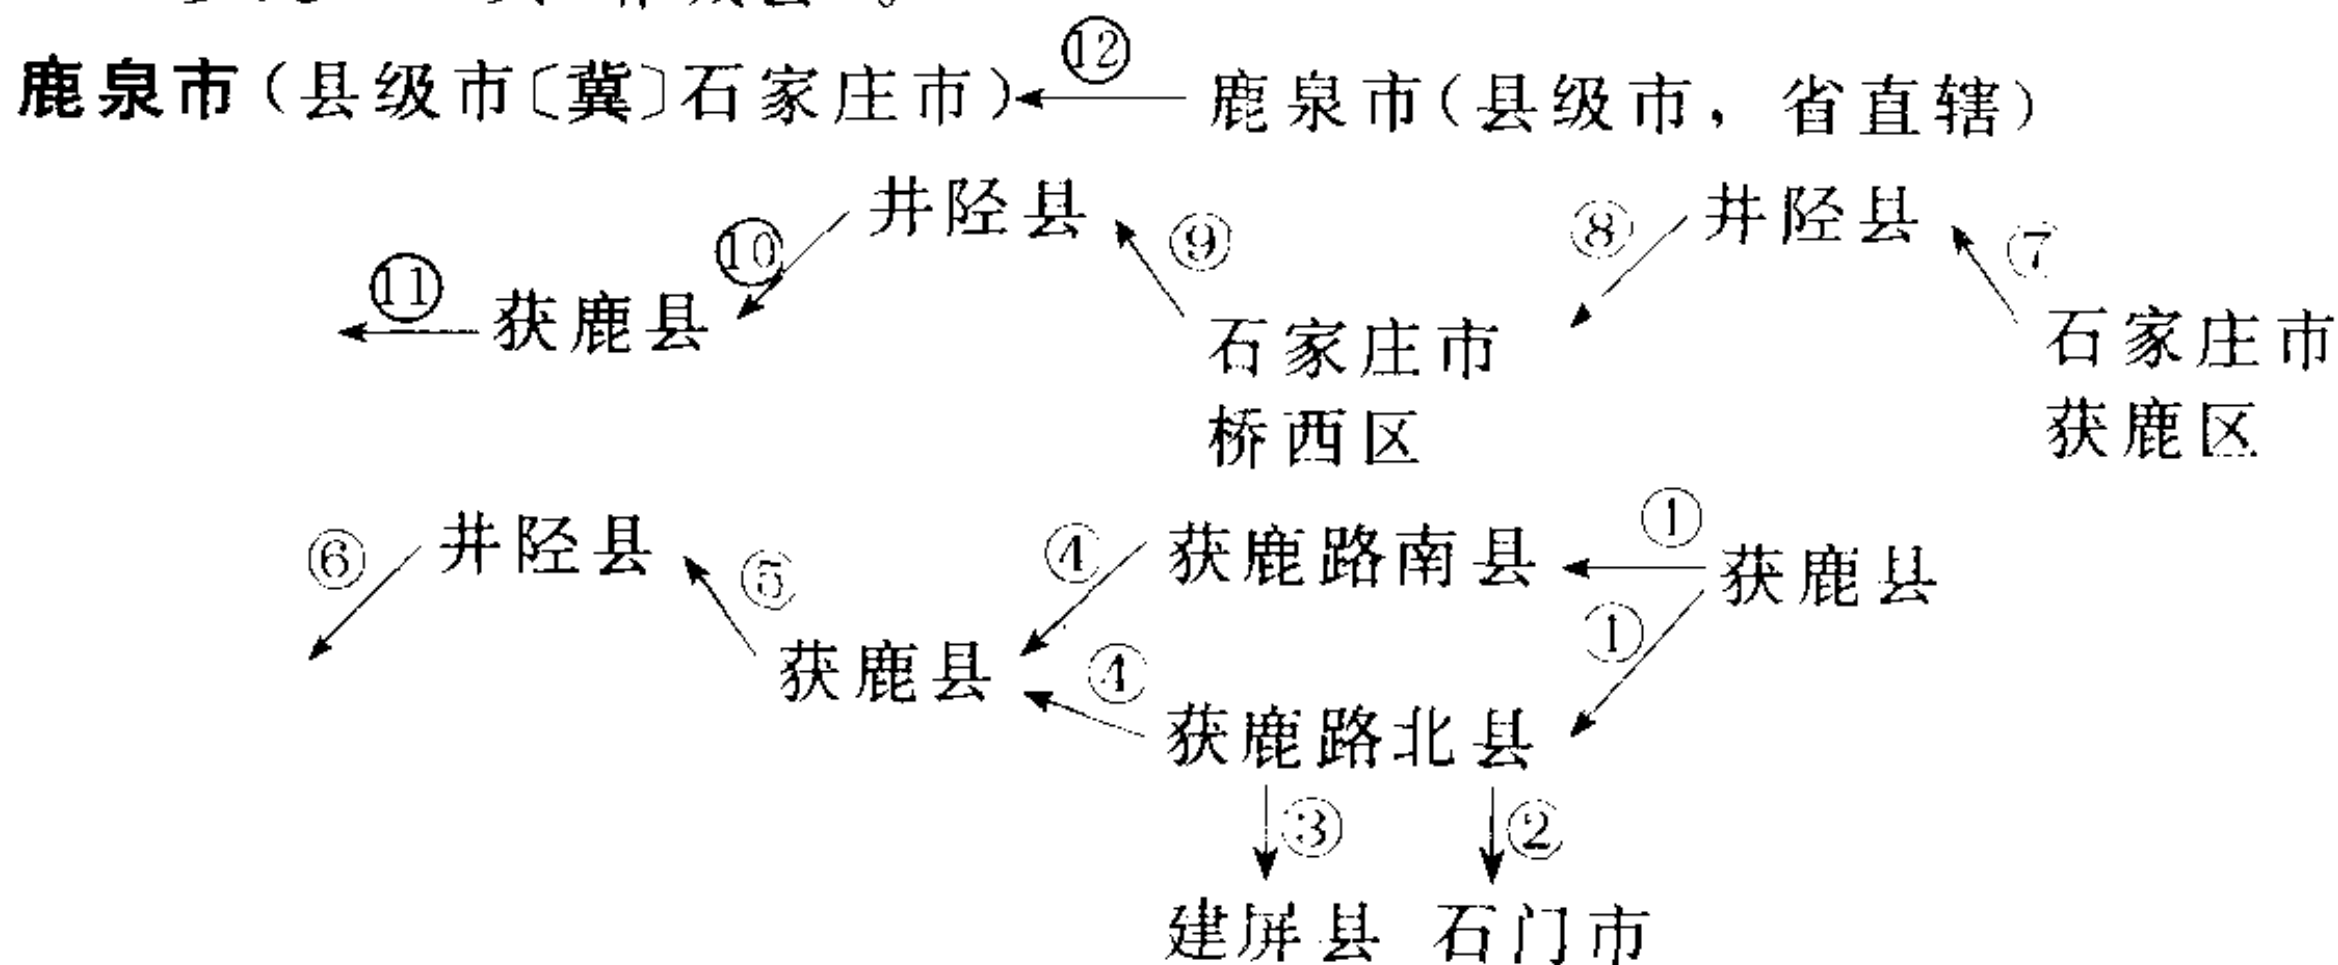 鹿泉市(县级市〔冀〕石家庄市) ⑫ 鹿泉市(县级市,省直辖)
井陉县 ⑨ ⑧ 井陉县 ⑦
⑪ 获鹿县 ⑩
石家庄市 石家庄市
桥西区 获鹿区
⑥ 井陉县 ⑤ ④ 获鹿路南县 ① 获鹿县
获鹿县 ④ ①
获鹿路北县
③ ②
建屏县 石门市